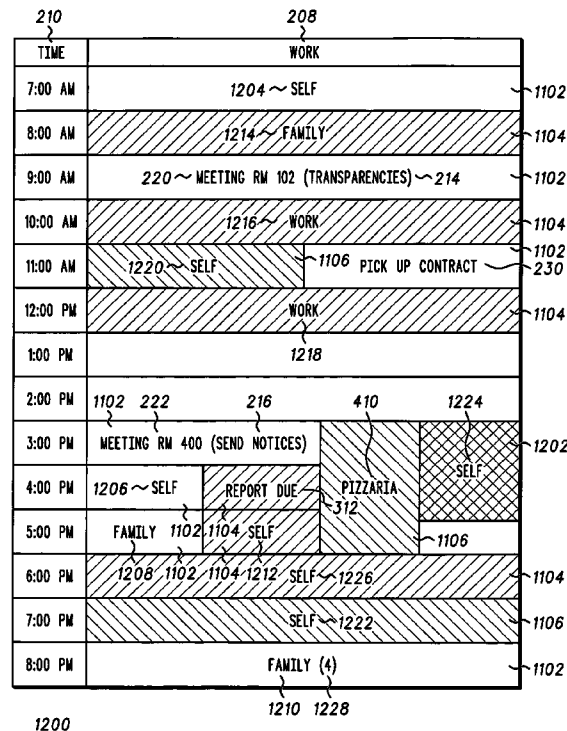 210 208
TIME WORK
7:00 AM 1204 ~ SELF 1102
8:00 AM 1214 ~ FAMILY 1104
9:00 AM 220 ~ MEETING RM 102 (TRANSPARENCIES) ~ 214 1102
10:00 AM 1216 ~ WORK 1104
1102
11:00 AM 1220 ~ SELF 1106 PICK UP CONTRACT 230
12:00 PM WORK 1104
1:00 PM 1218
2:00 PM 1102 222 216 410 1224
3:00 PM MEETING RM 400 (SEND NOTICES) 1202
SELF
4:00 PM 1206 ~ SELF REPORT DUE PIZZARIA
1102 1104 312
5:00 PM FAMILY SELF 1106
1208 1102 1104 1212
6:00 PM SELF ~ 1226 1104
7:00 PM SELF ~ 1222 1106
8:00 PM FAMILY (4) 1102
1210 1228
1200